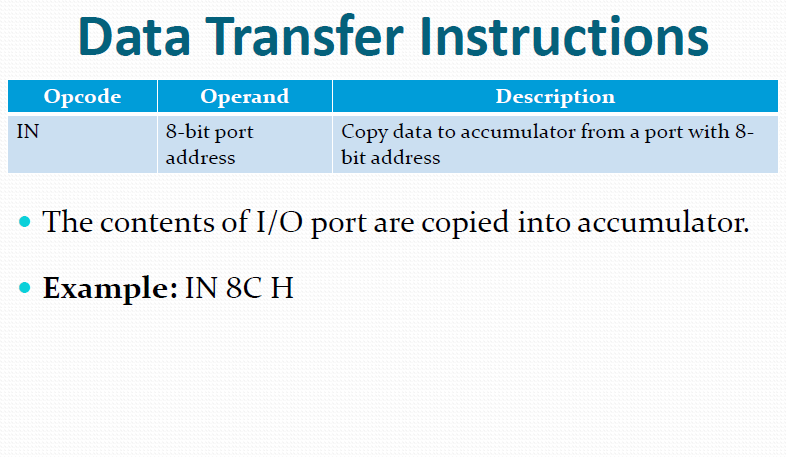 Data Transfer Instructions
Opcode Operand Description
IN 8-bit port Copy data to accumulator from a port with 8-
address bit address
The contents of I/O port are copied into accumulator.
Example: IN 8C H